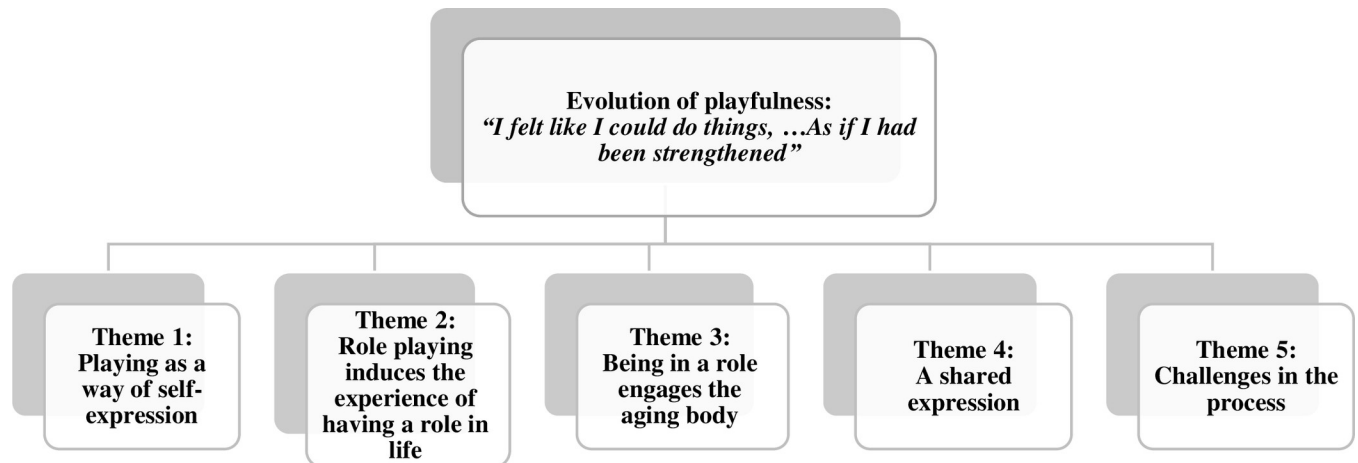 Evolution of playfulness:
“I felt like I could do things, …As if I had
been strengthened”
Theme 1:
Playing as a
way of self-
expression
Theme 2:
Role playing
induces the
experience of
having a role in
life
Theme 3:
Being in a role
engages the
aging body
Theme 4:
A shared
expression
Theme 5:
Challenges in the
process